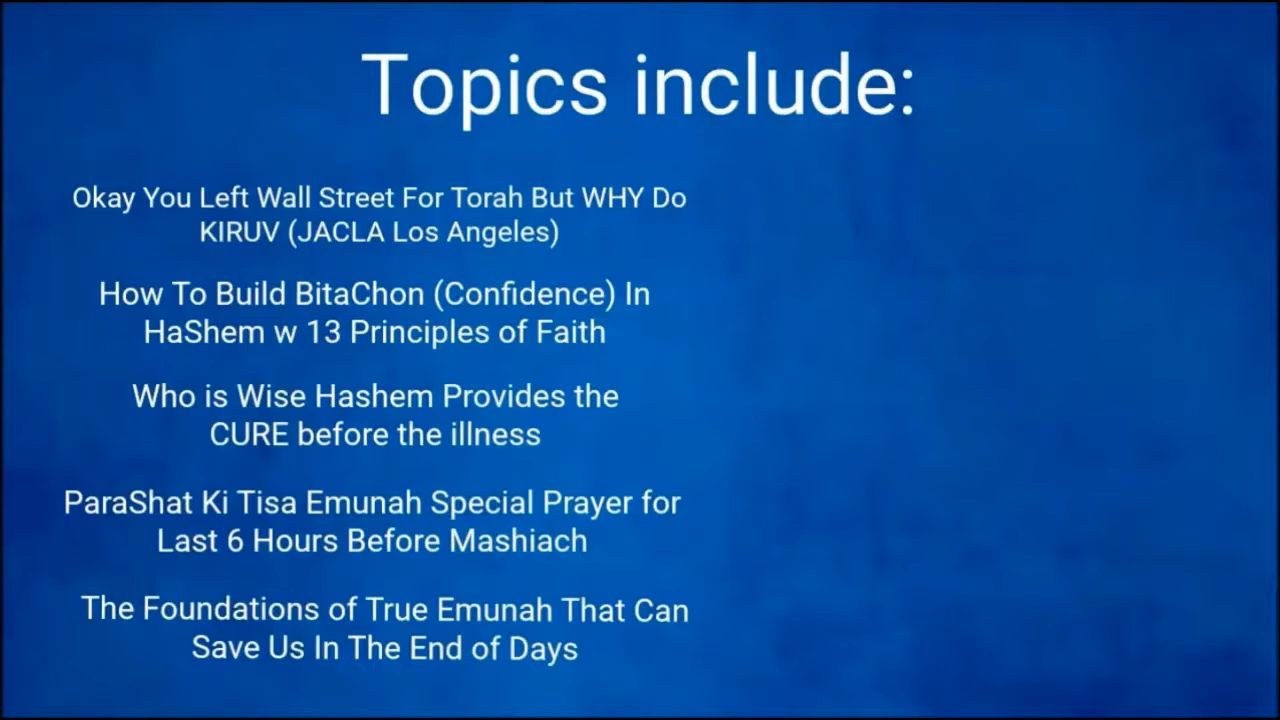 Topics include:
Okay You Left Wall Street For Torah But WHY Do
KIRUV (JACLA Los Angeles)
How To Build BitaChon (Confidence) In
HaShem w 13 Principles of Faith
Who is Wise Hashem Provides the
CURE before the illness
ParaShat Ki Tisa Emunah Special Prayer for
Last 6 Hours Before Mashiach
The Foundations of True Emunah That Can
Save Us In The End of Days